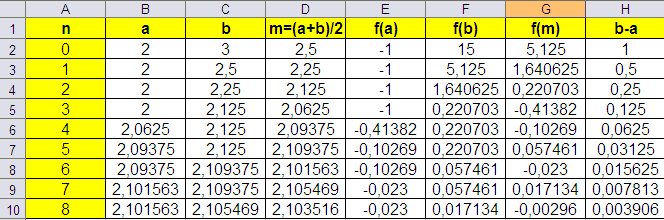 A B C D E F G H
1 n a b m=(a+b)/2 f(a) f(b) f(m) b-a
2 0 2 3 2,5 -1 15 5,125 1
3 1 2 2,5 2,25 -1 5,125 1,640625 0,5
4 2 2 2,25 2,125 -1 1,640625 0,220703 0,25
5 3 2 2,125 2,0625 -1 0,220703 -0,41382 0,125
6 4 2,0625 2,125 2,09375 -0,41382 0,220703 -0,10269 0,0625
7 5 2,09375 2,125 2,109375 -0,10269 0,220703 0,057461 0,03125
8 6 2,09375 2,109375 2,101563 -0,10269 0,057461 -0,023 0,015625
9 7 2,101563 2,109375 2,105469 -0,023 0,057461 0,017134 0,007813
10 8 2,101563 2,105469 2,103516 -0,023 0,017134 -0,00296 0,003906